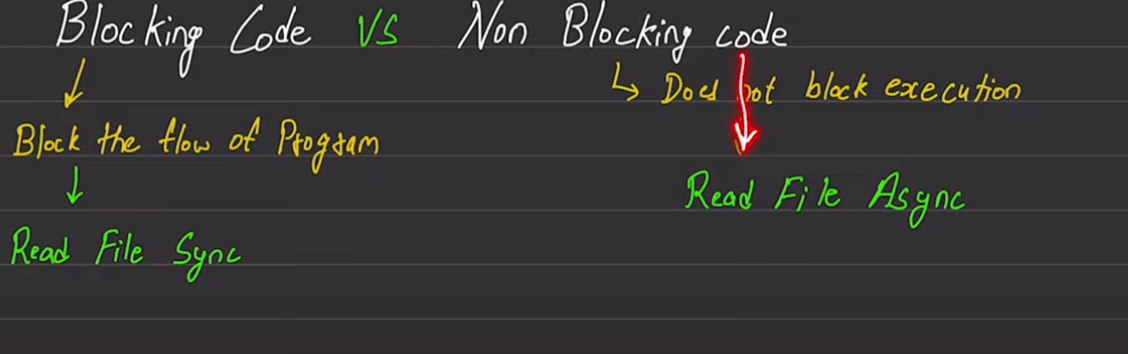 Blocking Code VS Non Blocking code
Does not block execution
Block the flow of Program
Read File Async
Read File Sync